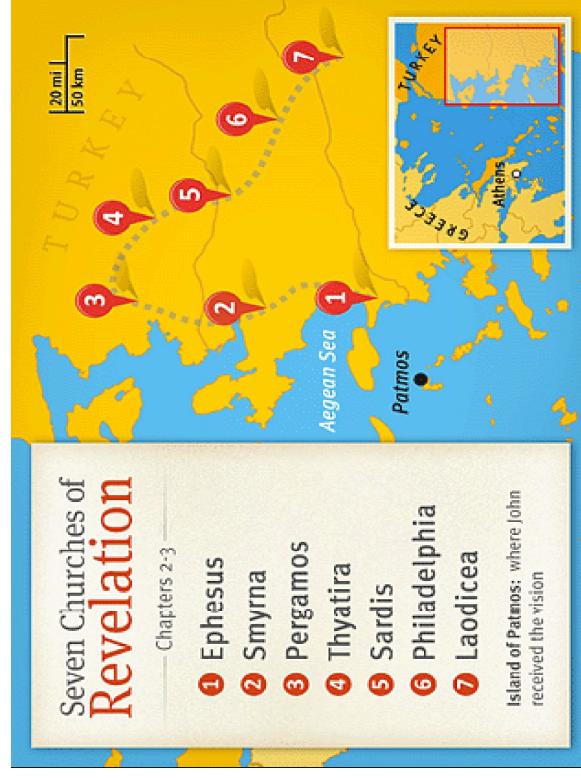 Seven Churches of
Revelation
Chapters 2-3
1 Ephesus
2 Smyrna
3 Pergamos
4 Thyatira
5 Sardis
6 Philadelphia
7 Laodicea
Island of Patmos: where John
received the vision
20 mi
50 km
TURKEY
3
4
5
6
7
2
1
Aegean Sea
Patmos
TURKEY
GREECE
Athens